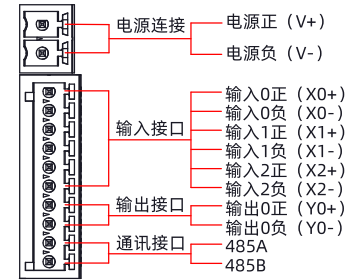 电源连接
电源正（V+）
电源负（V-）
输入接口
输入0正（X0+）
输入0负（X0-）
输入1正（X1+）
输入1负（X1-）
输入2正（X2+）
输入2负（X2-）
输出接口
输出0正（Y0+）
输出0负（Y0-）
通讯接口
485A
485B